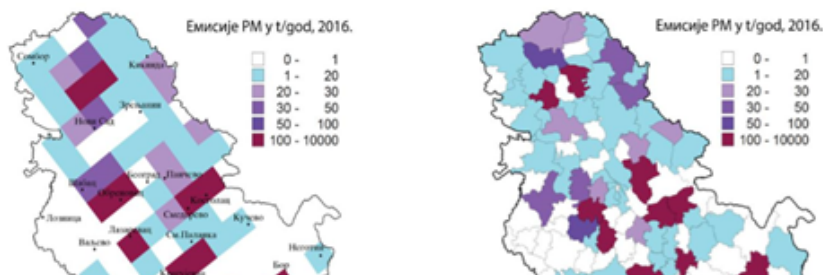 Емисије PM у t/god, 2016.
0 - 1
1 - 20
20 - 30
30 - 50
50 - 100
100 - 10000
Сомбор
Кикинда
Зрењанин
Нови Сад
Београд
Панчево
Шабац
Обреновац
Костолац
Смедерево
Лозница
Кучево
Лазаревац
См.Паланка
Ваљево
Неготин
Бор
Емисије PM у t/god, 2016.
0 - 1
1 - 20
20 - 30
30 - 50
50 - 100
100 - 10000